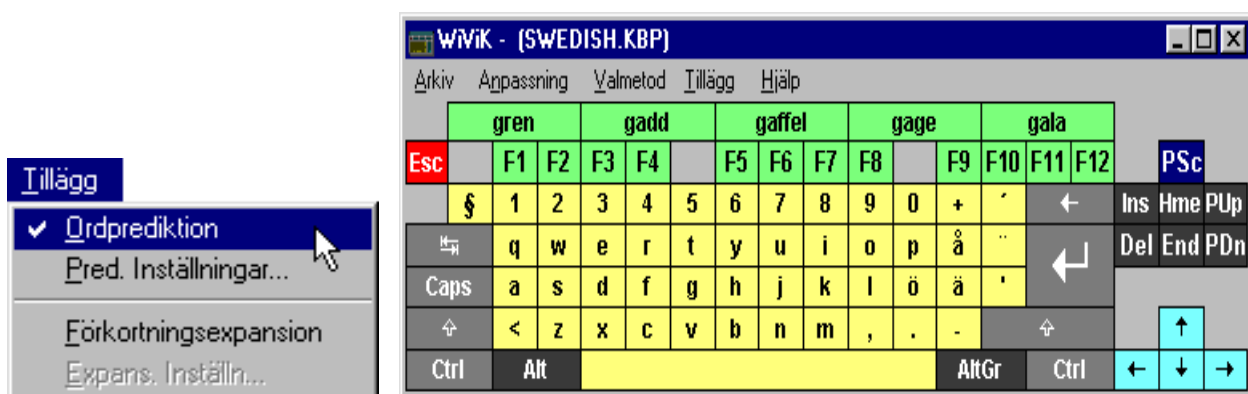 Tillägg
✓ Ordprediktion
Pred. Inställningar...
Förkortningsexpansion
Expans. Inställn...
WiViK - (SWEDISH.KBP)
Arkiv Anpassning Valmetod Tillägg Hjälp
gren gadd gaffel gage gala
Esc F1 F2 F3 F4 F5 F6 F7 F8 F9 F10 F11 F12 PSc
§ 1 2 3 4 5 6 7 8 9 0 + ´ ← Ins Hme PUp
↹ q w e r t y u i o p å ¨ ↵ Del End PDn
Caps a s d f g h j k l ö ä '
⇧ < z x c v b n m , . - ⇧ ↑
Ctrl Alt AltGr Ctrl ← ↓ →